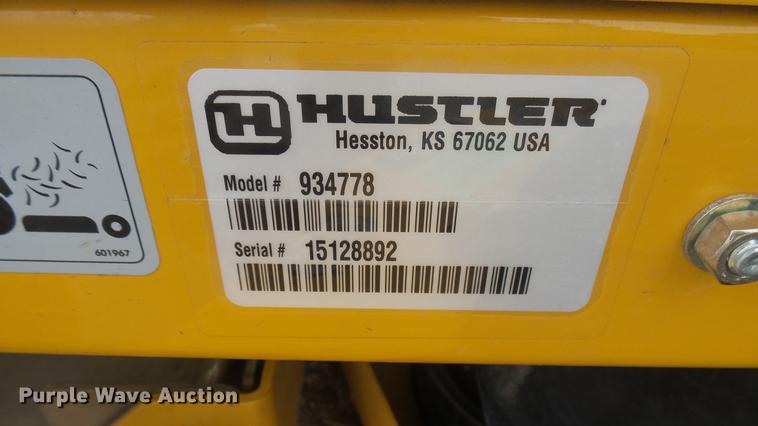 H HUSTLER
Hesston, KS 67062 USA
Model # 934778
Serial # 15128892
601967
Purple Wave Auction